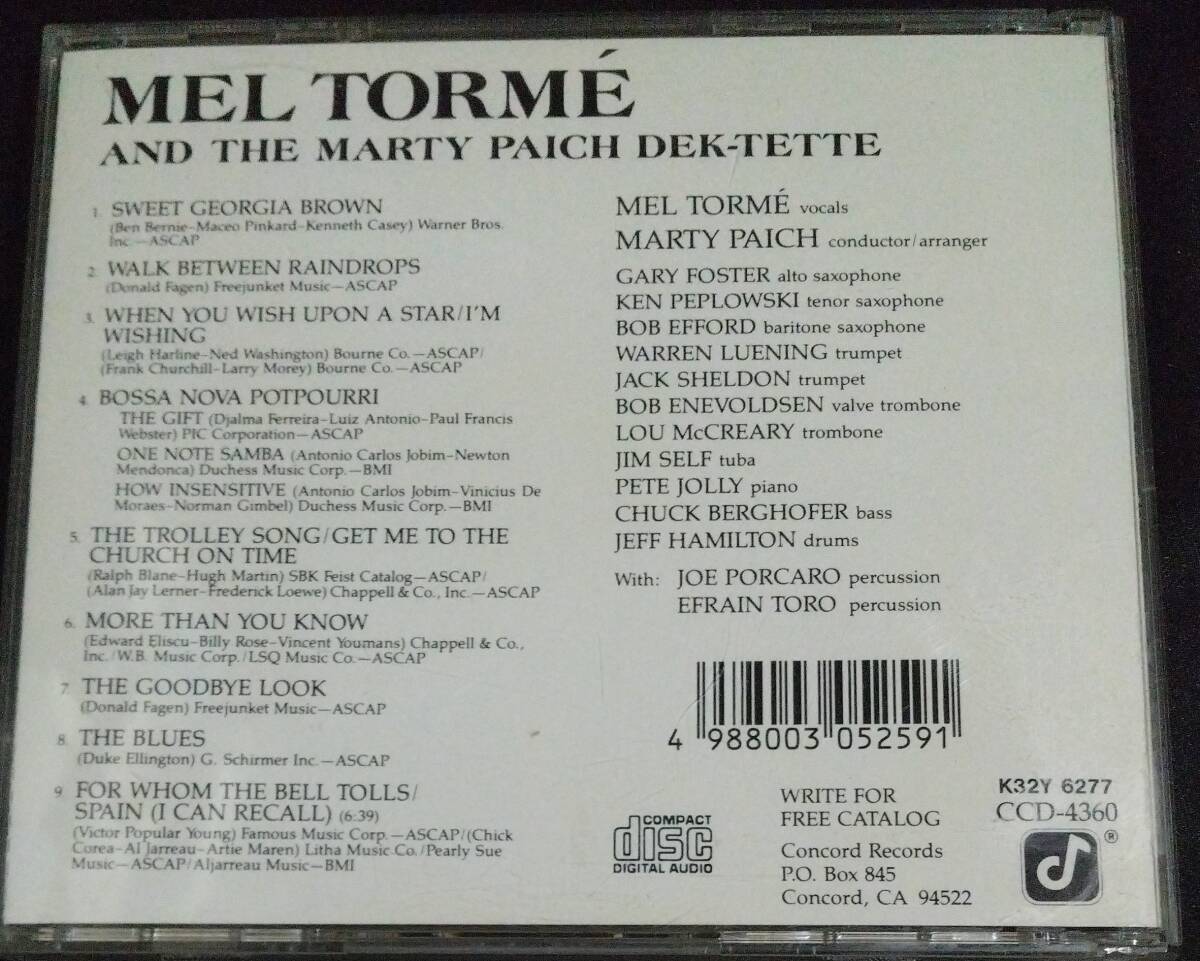 MEL TORMÉ
AND THE MARTY PAICH DEK-TETTE
1. SWEET GEORGIA BROWN
(Ben Bernie–Maceo Pinkard–Kenneth Casey) Warner Bros.
Inc.—ASCAP
2. WALK BETWEEN RAINDROPS
(Donald Fagen) Freejunket Music—ASCAP
3. WHEN YOU WISH UPON A STAR/I'M
WISHING
(Leigh Harline–Ned Washington) Bourne Co.—ASCAP/
(Frank Churchill–Larry Morey) Bourne Co.—ASCAP
4. BOSSA NOVA POTPOURRI
THE GIFT (Djalma Ferreira–Luiz Antonio–Paul Francis
Webster) PIC Corporation—ASCAP
ONE NOTE SAMBA (Antonio Carlos Jobim–Newton
Mendonca) Duchess Music Corp.—BMI
HOW INSENSITIVE (Antonio Carlos Jobim–Vinicius De
Moraes–Norman Gimbel) Duchess Music Corp.—BMI
5. THE TROLLEY SONG/GET ME TO THE
CHURCH ON TIME
(Ralph Blane–Hugh Martin) SBK Feist Catalog—ASCAP/
(Alan Jay Lerner–Frederick Loewe) Chappell & Co., Inc.—ASCAP
6. MORE THAN YOU KNOW
(Edward Eliscu–Billy Rose–Vincent Youmans) Chappell & Co.,
Inc./W.B. Music Corp./LSQ Music Co.—ASCAP
7. THE GOODBYE LOOK
(Donald Fagen) Freejunket Music—ASCAP
8. THE BLUES
(Duke Ellington) G. Schirmer Inc.—ASCAP
9. FOR WHOM THE BELL TOLLS/
SPAIN (I CAN RECALL) (6:39)
(Victor Popular Young) Famous Music Corp.—ASCAP/(Chick
Corea–Al Jarreau–Artie Maren) Litha Music Co./Pearly Sue
Music—ASCAP/Aljarreau Music—BMI
MEL TORMÉ vocals
MARTY PAICH conductor/arranger
GARY FOSTER alto saxophone
KEN PEPLOWSKI tenor saxophone
BOB EFFORD baritone saxophone
WARREN LUENING trumpet
JACK SHELDON trumpet
BOB ENEVOLDSEN valve trombone
LOU McCREARY trombone
JIM SELF tuba
PETE JOLLY piano
CHUCK BERGHOFER bass
JEFF HAMILTON drums
With: JOE PORCARO percussion
EFRAIN TORO percussion
4 988003 052591
COMPACT
disc
DIGITAL AUDIO
WRITE FOR
FREE CATALOG
Concord Records
P.O. Box 845
Concord, CA 94522
K32Y 6277
CCD-4360
®